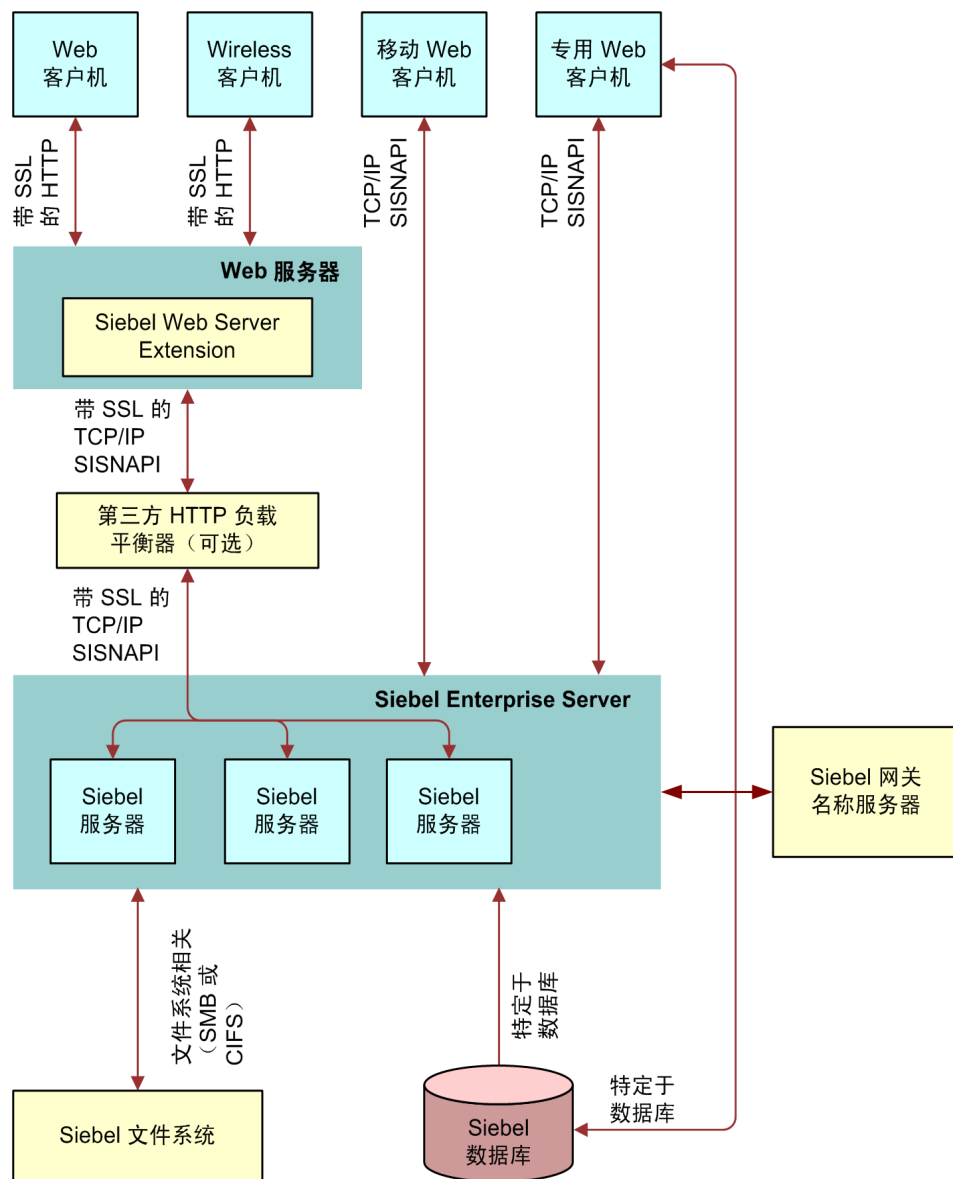 Web
客户机
Wireless
客户机
移动 Web
客户机
专用 Web
客户机
带 SSL
的 HTTP
带 SSL
的 HTTP
TCP/IP
SISNAPI
TCP/IP
SISNAPI
Web 服务器
Siebel Web Server
Extension
带 SSL 的
TCP/IP
SISNAPI
第三方 HTTP 负载
平衡器（可选）
带 SSL 的
TCP/IP
SISNAPI
Siebel Enterprise Server
Siebel
服务器
Siebel
服务器
Siebel
服务器
Siebel 网关
名称服务器
文件系统相关
（SMB 或
CIFS）
特定于
数据库
特定于
数据库
Siebel 文件系统
Siebel
数据库